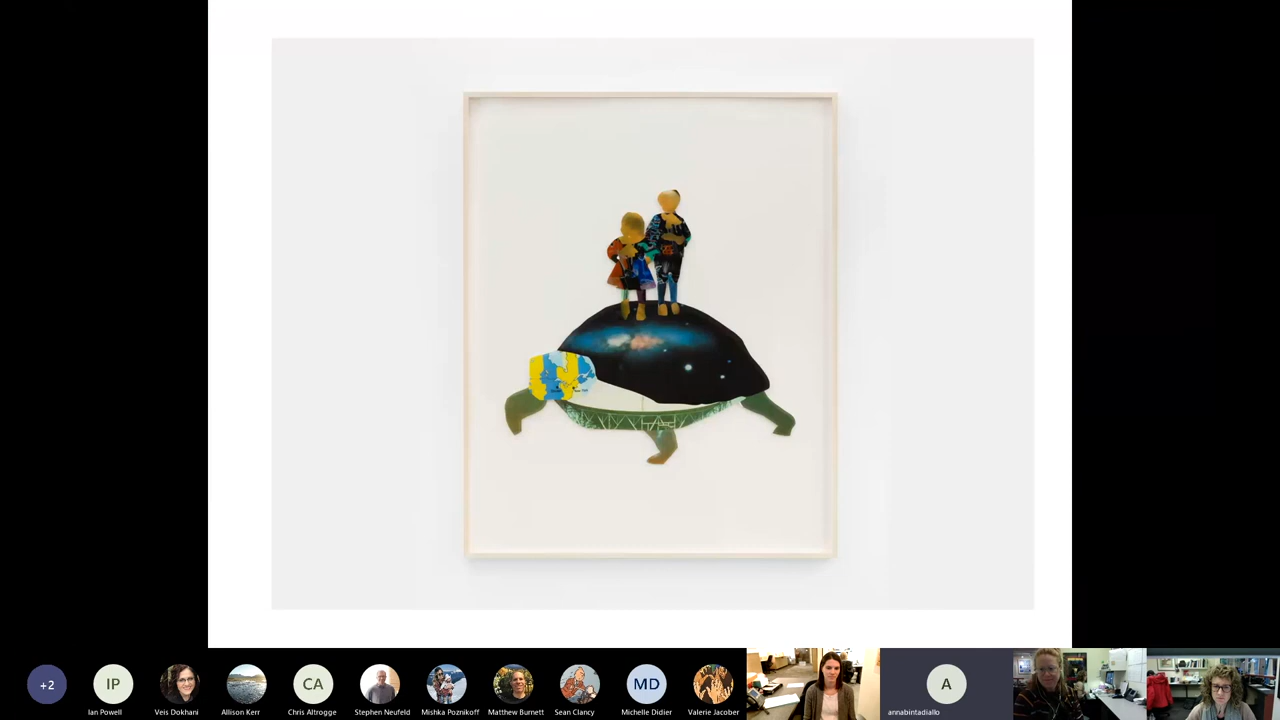 +2
IP
CA
MD
A
Ian Powell
Veis Dokhani
Allison Kerr
Chris Altrogge
Stephen Neufeld
Mishka Poznikoff
Matthew Burnett
Sean Clancy
Michelle Didier
Valerie Jacober
annabintadiallo